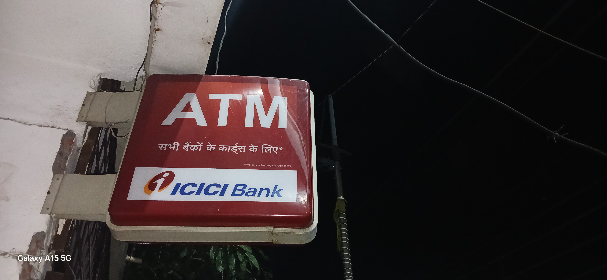 ATM
सभी बैंकों के कार्ड्स के लिए*
ICICI Bank
Galaxy A15 5G